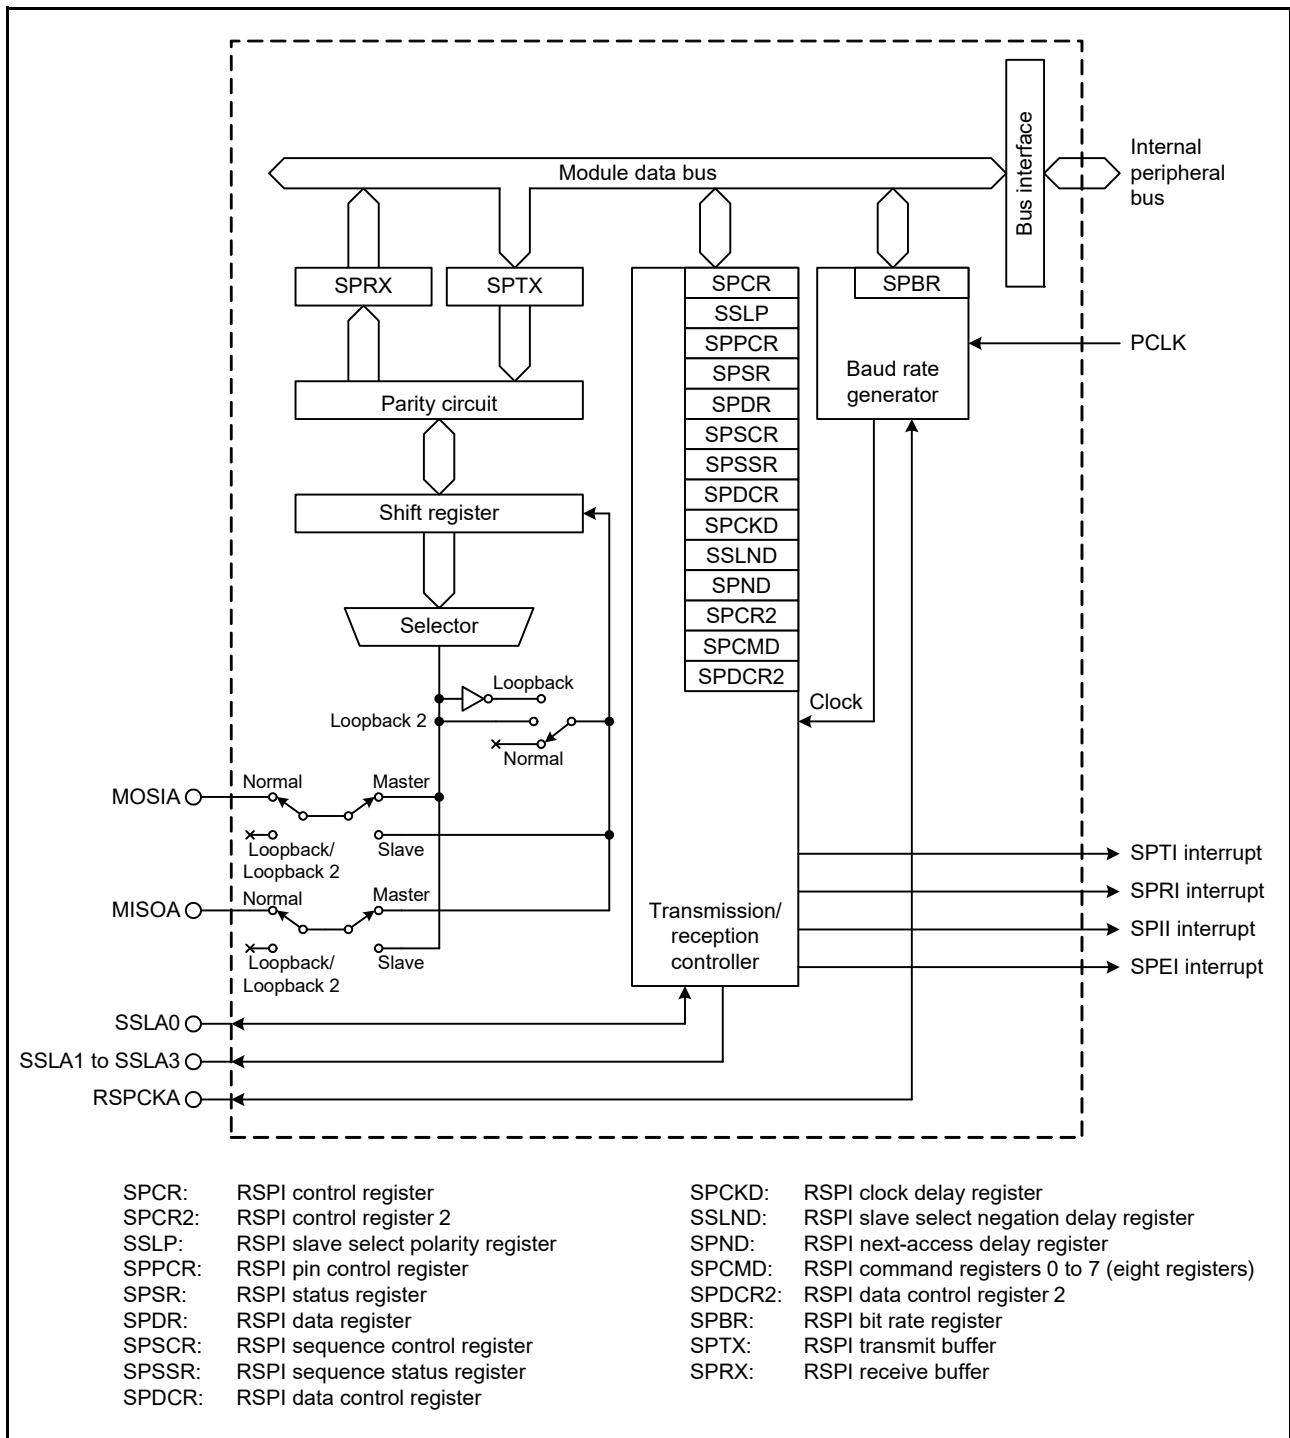 Module data bus
Bus interface
Internal
peripheral
bus
SPRX
SPTX
SPCR
SSLP
SPPCR
SPSR
SPDR
SPSCR
SPSSR
SPDCR
SPCKD
SSLND
SPND
SPCR2
SPCMD
SPDCR2
SPBR
Baud rate
generator
PCLK
Parity circuit
Shift register
Selector
Loopback
Loopback 2
Normal
Clock
MOSIA
Normal
Master
Loopback/
Loopback 2
Slave
MISOA
Normal
Master
Loopback/
Loopback 2
Slave
Transmission/
reception
controller
SPTI interrupt
SPRI interrupt
SPII interrupt
SPEI interrupt
SSLA0
SSLA1 to SSLA3
RSPCKA
SPCR: RSPI control register
SPCR2: RSPI control register 2
SSLP: RSPI slave select polarity register
SPPCR: RSPI pin control register
SPSR: RSPI status register
SPDR: RSPI data register
SPSCR: RSPI sequence control register
SPSSR: RSPI sequence status register
SPDCR: RSPI data control register
SPCKD: RSPI clock delay register
SSLND: RSPI slave select negation delay register
SPND: RSPI next-access delay register
SPCMD: RSPI command registers 0 to 7 (eight registers)
SPDCR2: RSPI data control register 2
SPBR: RSPI bit rate register
SPTX: RSPI transmit buffer
SPRX: RSPI receive buffer